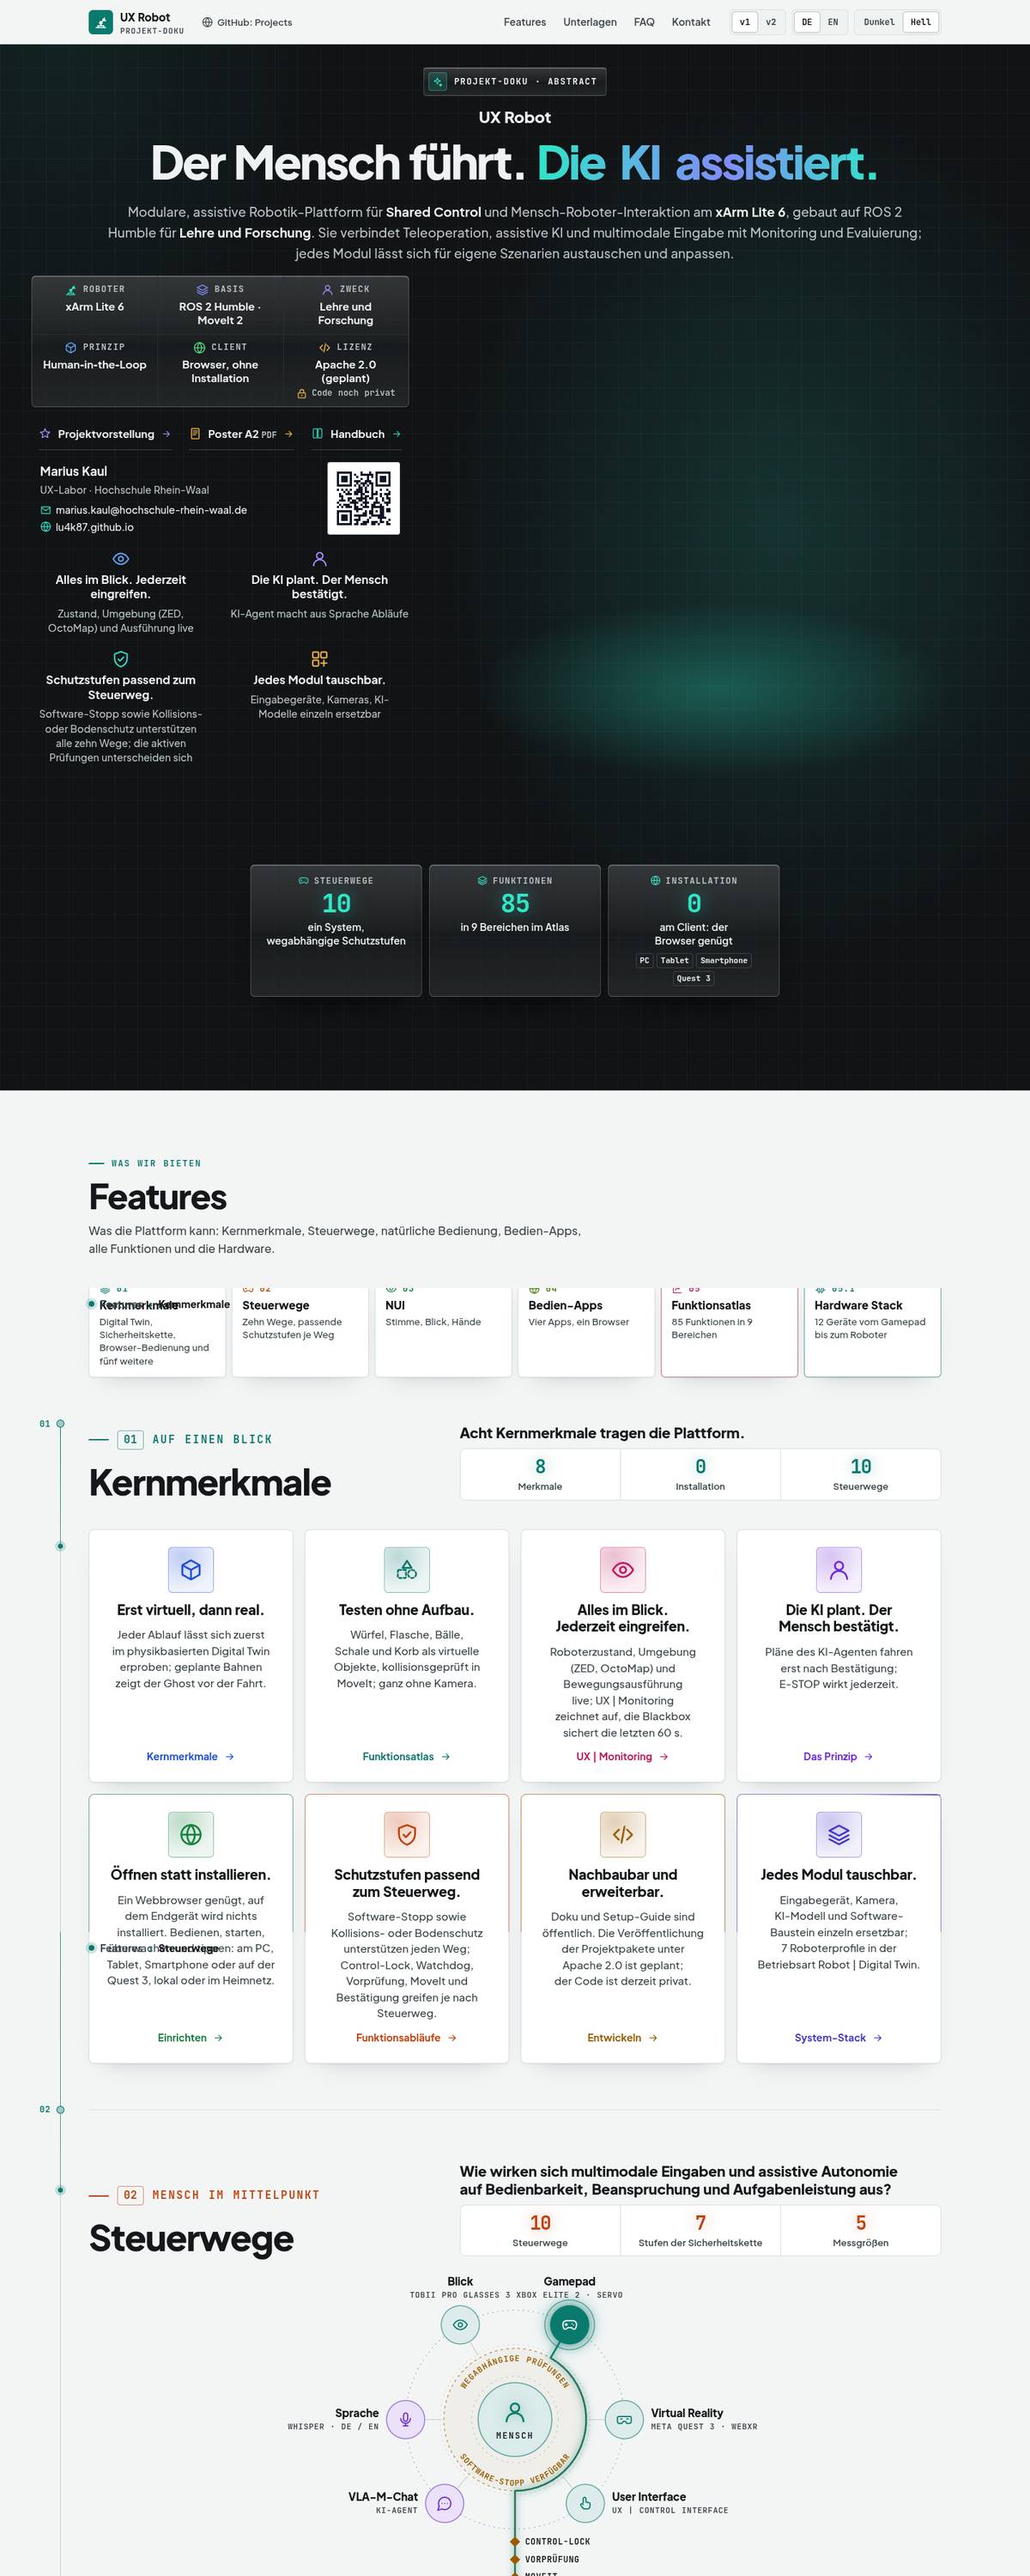 UX Robot
PROJEKT-DOKU
GitHub: Projects
Features
Unterlagen
FAQ
Kontakt
v1 v2
DE EN
Dunkel Hell
PROJEKT-DOKU · ABSTRACT
UX Robot
Der Mensch führt. Die KI assistiert.
Modulare, assistive Robotik-Plattform für Shared Control und Mensch-Roboter-Interaktion am xArm Lite 6, gebaut auf ROS 2
Humble für Lehre und Forschung. Sie verbindet Teleoperation, assistive KI und multimodale Eingabe mit Monitoring und Evaluierung;
jedes Modul lässt sich für eigene Szenarien austauschen und anpassen.
ROBOTER
xArm Lite 6
BASIS
ROS 2 Humble ·
MoveIt 2
ZWECK
Lehre und
Forschung
PRINZIP
Human-in-the-Loop
CLIENT
Browser, ohne
Installation
LIZENZ
Apache 2.0
(geplant)
Code noch privat
Projektvorstellung →
Poster A2 PDF →
Handbuch →
Marius Kaul
UX-Labor · Hochschule Rhein-Waal
marius.kaul@hochschule-rhein-waal.de
lu4k87.github.io
Alles im Blick. Jederzeit
eingreifen.
Zustand, Umgebung (ZED,
OctoMap) und Ausführung live
Die KI plant. Der Mensch
bestätigt.
KI-Agent macht aus Sprache Abläufe
Schutzstufen passend zum
Steuerweg.
Software-Stopp sowie Kollisions-
oder Bodenschutz unterstützen
alle zehn Wege; die aktiven
Prüfungen unterscheiden sich
Jedes Modul tauschbar.
Eingabegeräte, Kameras, KI-
Modelle einzeln ersetzbar
STEUERWEGE
10
ein System,
wegabhängige Schutzstufen
FUNKTIONEN
85
in 9 Bereichen im Atlas
INSTALLATION
0
am Client: der
Browser genügt
PC Tablet Smartphone
Quest 3
WAS WIR BIETEN
Features
Was die Plattform kann: Kernmerkmale, Steuerwege, natürliche Bedienung, Bedien-Apps,
alle Funktionen und die Hardware.
Kernmerkmale
Kernmerkmale
Digital Twin,
Sicherheitskette,
Browser-Bedienung und
fünf weitere
Steuerwege
Zehn Wege, passende
Schutzstufen je Weg
NUI
Stimme, Blick, Hände
Bedien-Apps
Vier Apps, ein Browser
Funktionsatlas
85 Funktionen in 9
Bereichen
Hardware Stack
12 Geräte vom Gamepad
bis zum Roboter
01
01 AUF EINEN BLICK
Kernmerkmale
Acht Kernmerkmale tragen die Plattform.
8
Merkmale
0
Installation
10
Steuerwege
Erst virtuell, dann real.
Jeder Ablauf lässt sich zuerst
im physikbasierten Digital Twin
erproben; geplante Bahnen
zeigt der Ghost vor der Fahrt.
Kernmerkmale →
Testen ohne Aufbau.
Würfel, Flasche, Bälle,
Schale und Korb als virtuelle
Objekte, kollisionsgeprüft in
MoveIt; ganz ohne Kamera.
Funktionsatlas →
Alles im Blick.
Jederzeit eingreifen.
Roboterzustand, Umgebung
(ZED, OctoMap) und
Bewegungsausführung
live; UX | Monitoring
zeichnet auf, die Blackbox
sichert die letzten 60 s.
UX | Monitoring →
Die KI plant. Der
Mensch bestätigt.
Pläne des KI-Agenten fahren
erst nach Bestätigung;
E-STOP wirkt jederzeit.
Das Prinzip →
Öffnen statt installieren.
Ein Webbrowser genügt, auf
dem Endgerät wird nichts
installiert. Bedienen, starten,
Steuerwege
am PC,
Tablet, Smartphone oder auf der
Quest 3, lokal oder im Heimnetz.
Einrichten →
Schutzstufen passend
zum Steuerweg.
Software-Stopp sowie
Kollisions- oder Bodenschutz
unterstützen jeden Weg;
Control-Lock, Watchdog,
Vorprüfung, MoveIt und
Bestätigung greifen je nach
Steuerweg.
Funktionsabläufe →
Nachbaubar und
erweiterbar.
Doku und Setup-Guide sind
öffentlich. Die Veröffentlichung
der Projektpakete unter
Apache 2.0 ist geplant;
der Code ist derzeit privat.
Entwickeln →
Jedes Modul tauschbar.
Eingabegerät, Kamera,
KI-Modell und Software-
Baustein einzeln ersetzbar;
7 Roboterprofile in der
Betriebsart Robot | Digital Twin.
System-Stack →
02
02 MENSCH IM MITTELPUNKT
Steuerwege
Wie wirken sich multimodale Eingaben und assistive Autonomie
auf Bedienbarkeit, Beanspruchung und Aufgabenleistung aus?
10
Steuerwege
7
Stufen der Sicherheitskette
5
Messgrößen
Blick
TOBII PRO GLASSES 3
Gamepad
XBOX ELITE 2 · SERVO
WEGABHÄNGIGE PRÜFUNGEN
Sprache
WHISPER · DE / EN
MENSCH
Virtual Reality
META QUEST 3 · WEBXR
SOFTWARE-STOPP VERFÜGBAR
VLA-M-Chat
KI-AGENT
User Interface
UX | CONTROL INTERFACE
CONTROL-LOCK
VORPRÜFUNG